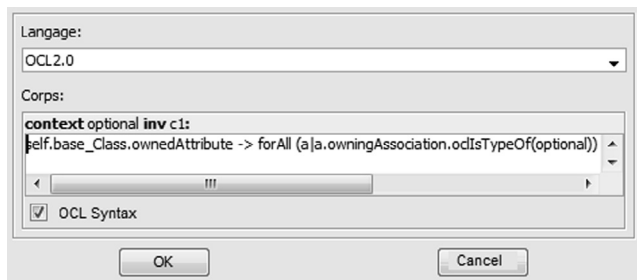 Langage:
OCL2.0
Corps:
context optional inv c1:
self.base_Class.ownedAttribute -> forAll (a|a.owningAssociation.oclIsTypeOf(optional))
OCL Syntax
OK
Cancel